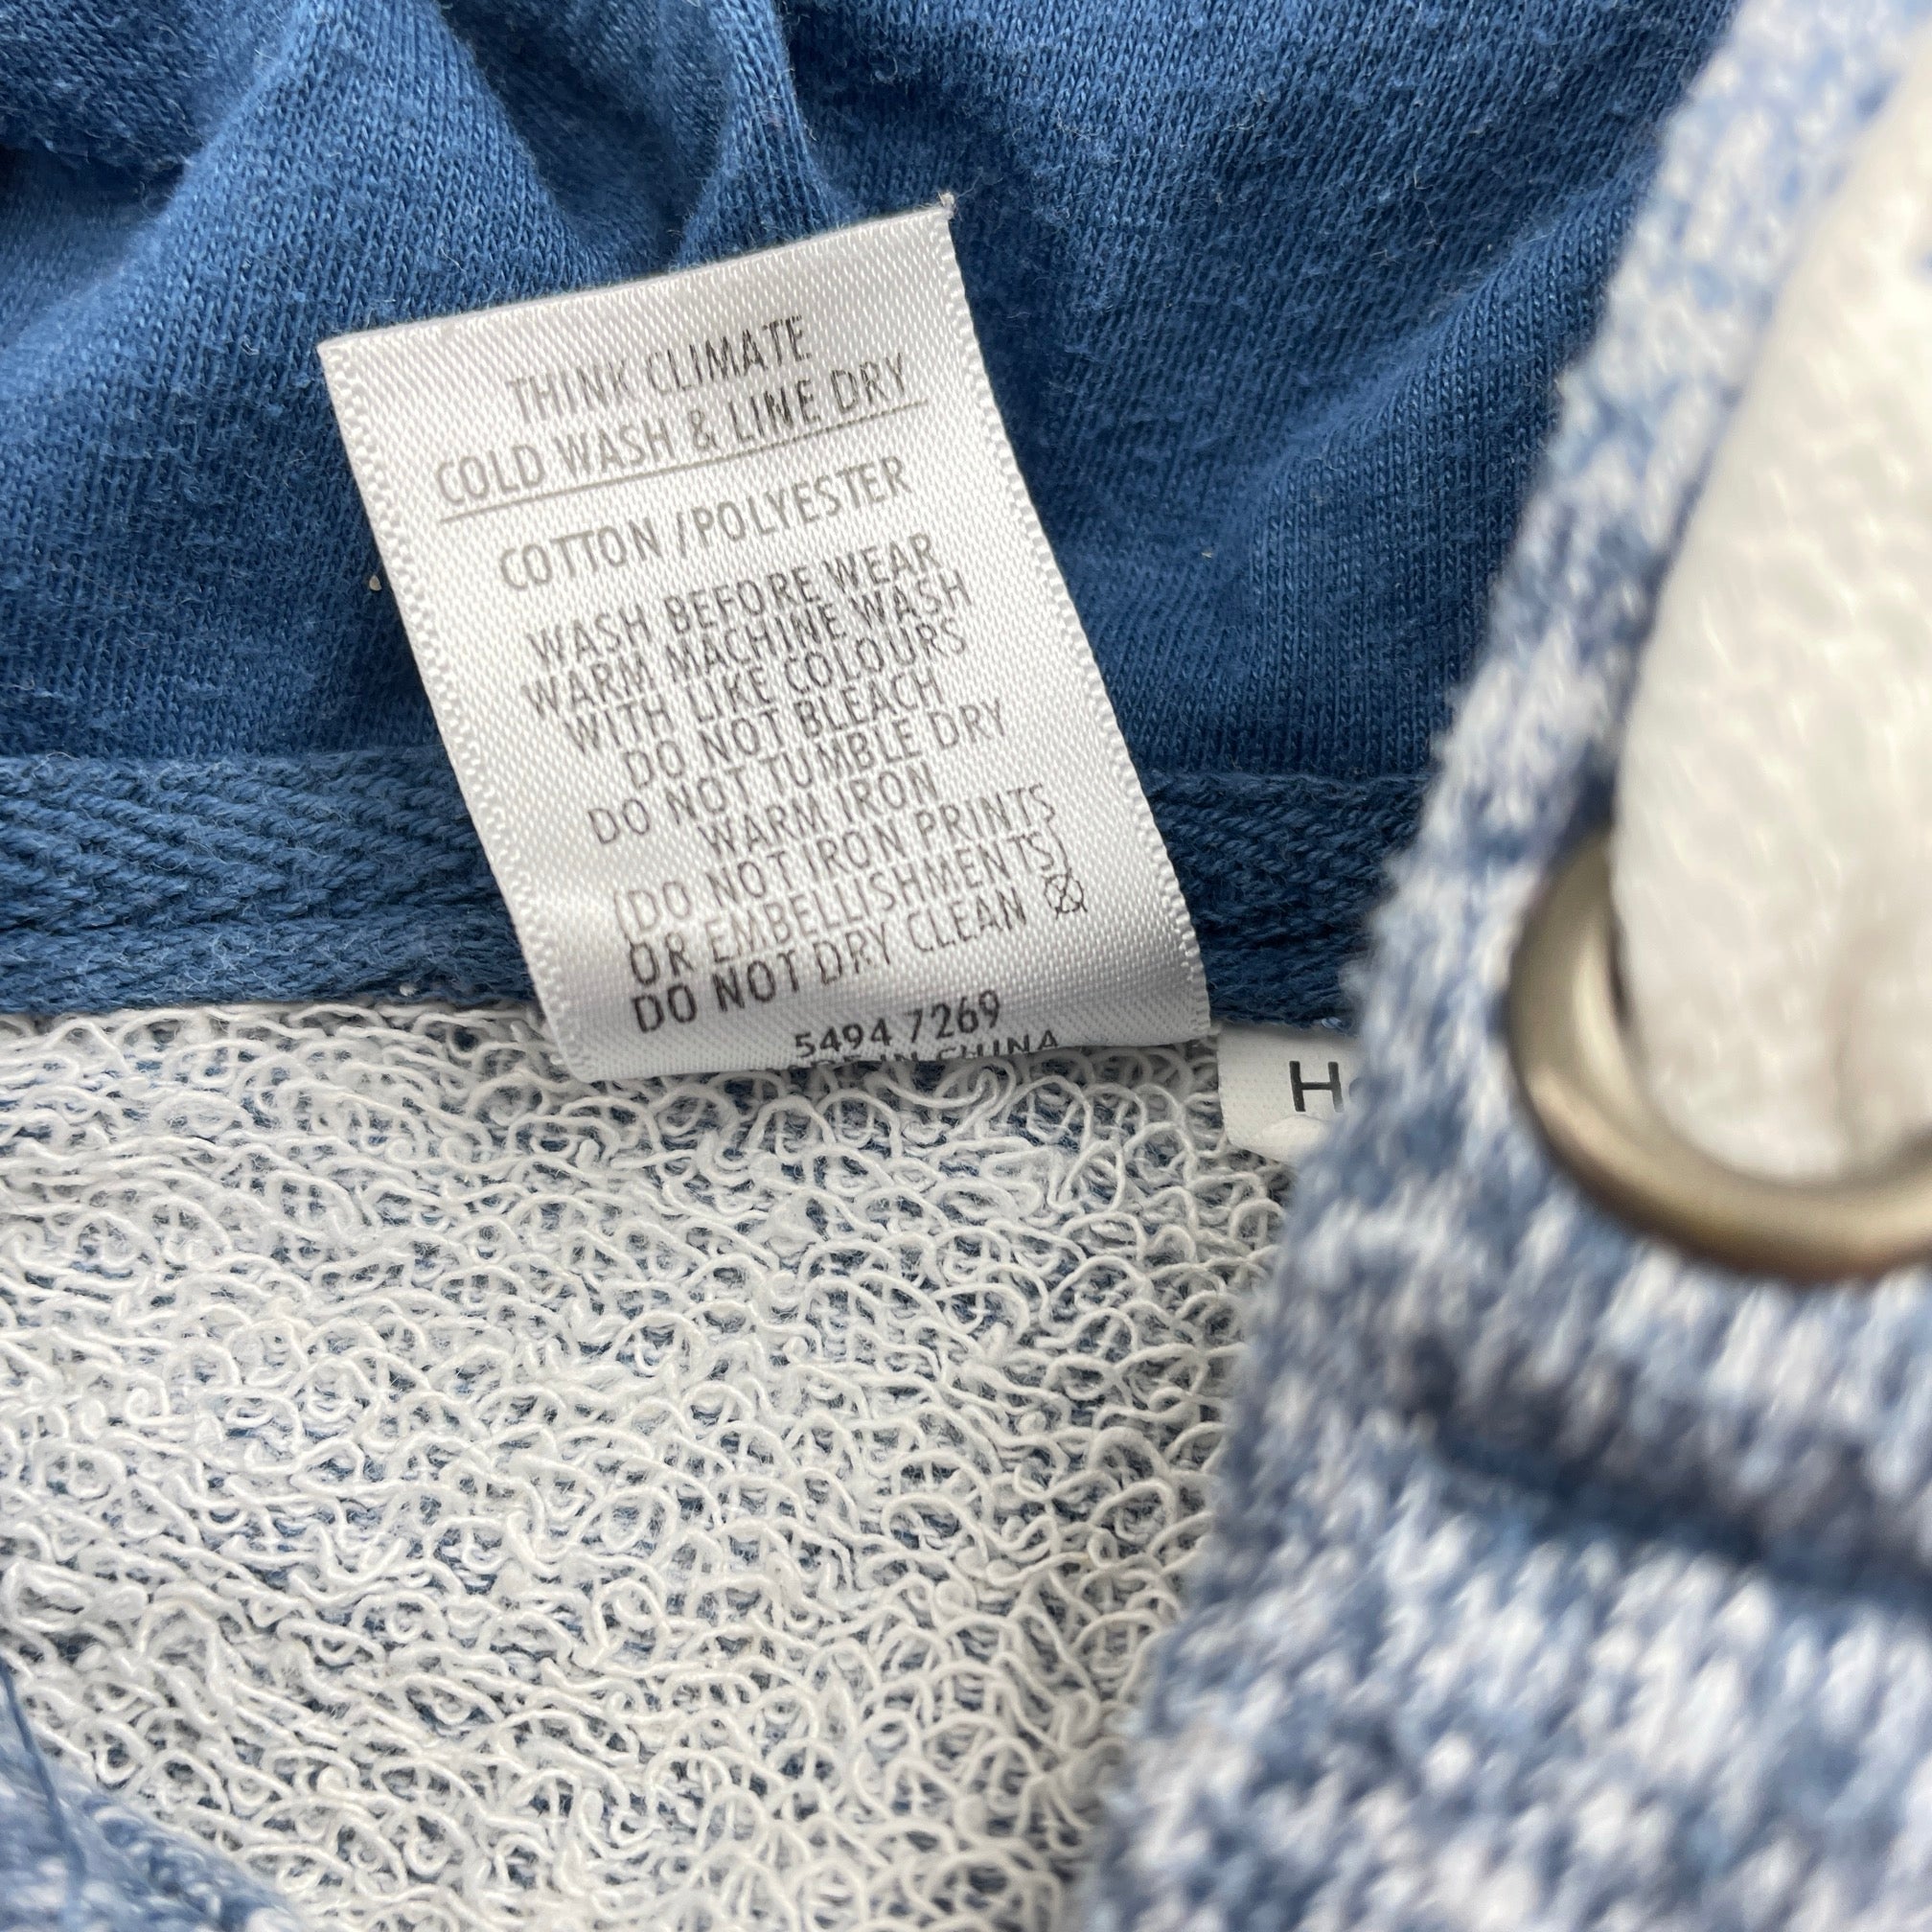 THINK CLIMATE
COLD WASH & LINE DRY
COTTON /POLYESTER
WASH BEFORE WEAR
WARM MACHINE WASH
WITH LIKE COLOURS
DO NOT BLEACH
DO NOT TUMBLE DRY
WARM IRON
(DO NOT IRON PRINTS
OR EMBELLISHMENTS)
DO NOT DRY CLEAN
5494 7269
IN CHINA